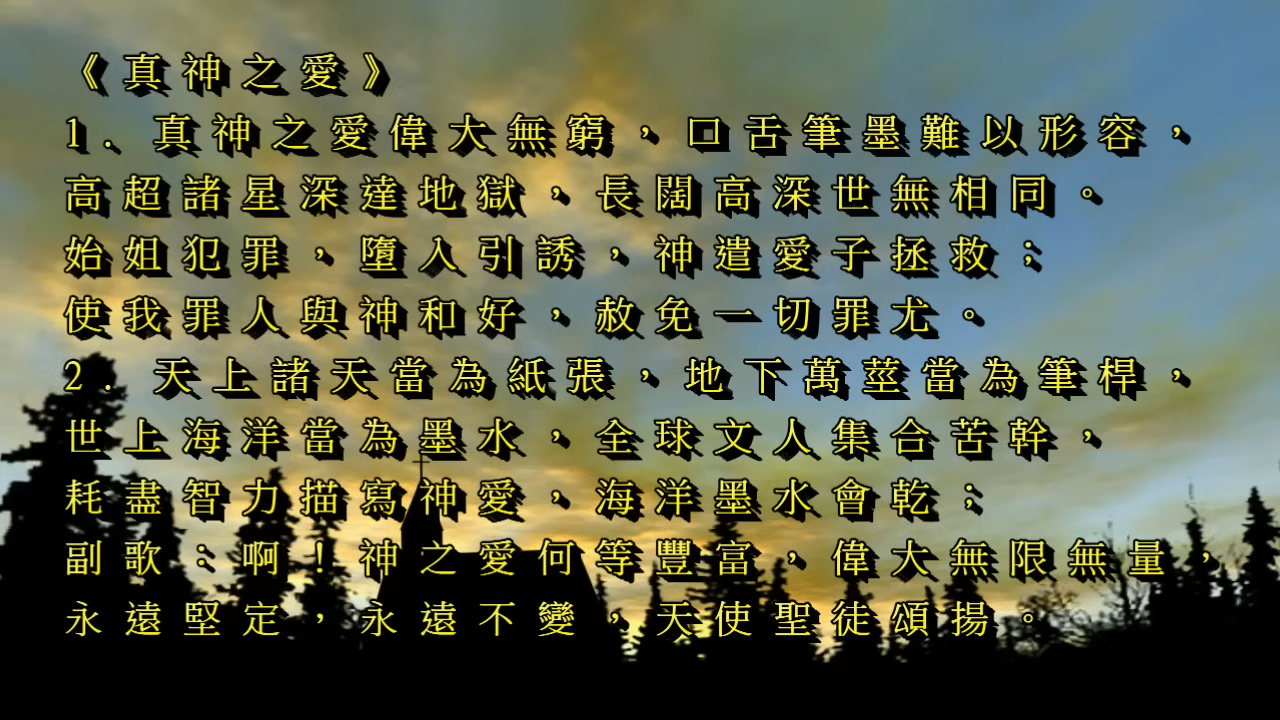 《真神之愛》
1. 真神之愛偉大無窮，口舌筆墨難以形容，
高超諸星深達地獄，長闊高深世無相同。
始姐犯罪，墮入引誘，神遣愛子拯救；
使我罪人與神和好，赦免一切罪尤。
2. 天上諸天當為紙張，地下萬莖當為筆桿，
世上海洋當為墨水，全球文人集合苦幹，
耗盡智力描寫神愛，海洋墨水會乾；
副歌：啊！神之愛何等豐富，偉大無限無量，
永遠堅定，永遠不變，天使聖徒頌揚。